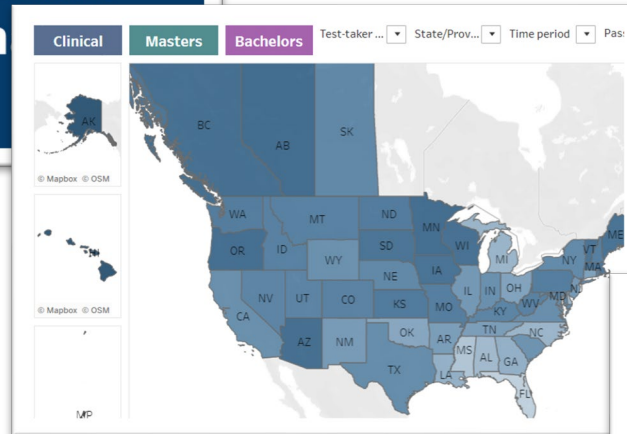 Clinical
Masters
Bachelors
Test-taker ...
State/Prov...
Time period
Pas
AK
© Mapbox © OSM
© Mapbox © OSM
MP
BC
AB
SK
WA
MT
ND
MN
OR
ID
SD
WI
MI
WY
IA
NE
NY
VT
ME
MA
NV
UT
CO
KS
MO
IL
IN
OH
NJ
MD
WV
KY
CA
AZ
NM
OK
AR
TN
NC
MS
AL
GA
TX
LA
FL